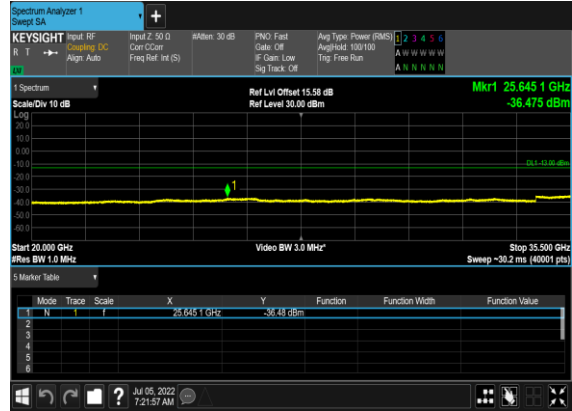 Spectrum Analyzer 1
Swept SA
+
KEYSIGHT
R T
Input: RF
Coupling: DC
Align: Auto
Input Z: 50 Ω
Corr CCorr
Freq Ref: Int (S)
#Atten: 30 dB
PNO: Fast
Gate: Off
IF Gain: Low
Sig Track: Off
Avg Type: Power (RMS)
Avg|Hold: 100/100
Trig: Free Run
1 2 3 4 5 6
A W W W W W
A N N N N N
LW
1 Spectrum
Scale/Div 10 dB
Ref Lvl Offset 15.58 dB
Ref Level 30.00 dBm
Mkr1 25.645 1 GHz
-36.475 dBm
Log
20.0
10.0
0.00
-10.0
DL1 -13.00 dBm
-20.0
-30.0
1
-40.0
-50.0
-60.0
Start 20.000 GHz
#Res BW 1.0 MHz
Video BW 3.0 MHz*
Stop 35.500 GHz
Sweep ~30.2 ms (40001 pts)
5 Marker Table
Mode Trace Scale X Y Function Function Width Function Value
1 N 1 f 25.645 1 GHz -36.48 dBm
2
3
4
5
6
?
Jul 05, 2022
7:21:57 AM